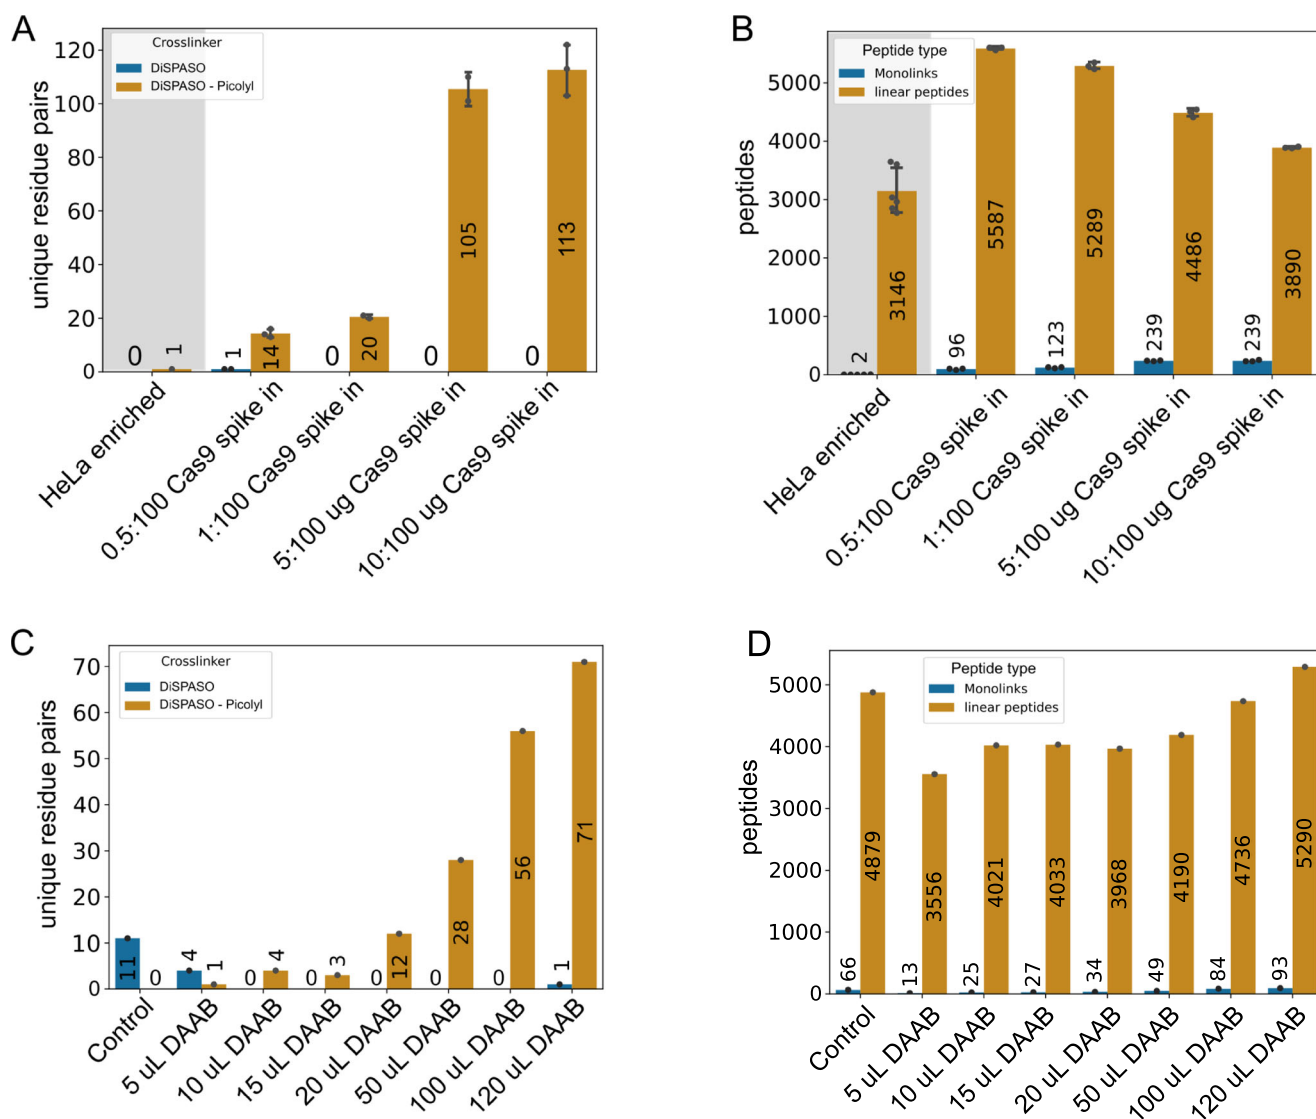 A
unique residue pairs
120
100
80
60
40
20
0
Crosslinker
DiSPASO
DiSPASO - Picolyl
0
1
1
14
0
20
0
105
0
113
HeLa enriched
0.5:100 Cas9 spike in
1:100 Cas9 spike in
5:100 ug Cas9 spike in
10:100 ug Cas9 spike in
B
peptides
5000
4000
3000
2000
1000
0
Peptide type
Monolinks
linear peptides
2
3146
96
5587
123
5289
239
4486
239
3890
HeLa enriched
0.5:100 Cas9 spike in
1:100 Cas9 spike in
5:100 ug Cas9 spike in
10:100 ug Cas9 spike in
C
unique residue pairs
70
60
50
40
30
20
10
0
Crosslinker
DiSPASO
DiSPASO - Picolyl
11
0
4
1
0
4
0
3
0
12
0
28
0
56
1
71
Control
5 uL DAAB
10 uL DAAB
15 uL DAAB
20 uL DAAB
50 uL DAAB
100 uL DAAB
120 uL DAAB
D
peptides
5000
4000
3000
2000
1000
0
Peptide type
Monolinks
linear peptides
66
4879
13
3556
25
4021
27
4033
34
3968
49
4190
84
4736
93
5290
Control
5 uL DAAB
10 uL DAAB
15 uL DAAB
20 uL DAAB
50 uL DAAB
100 uL DAAB
120 uL DAAB